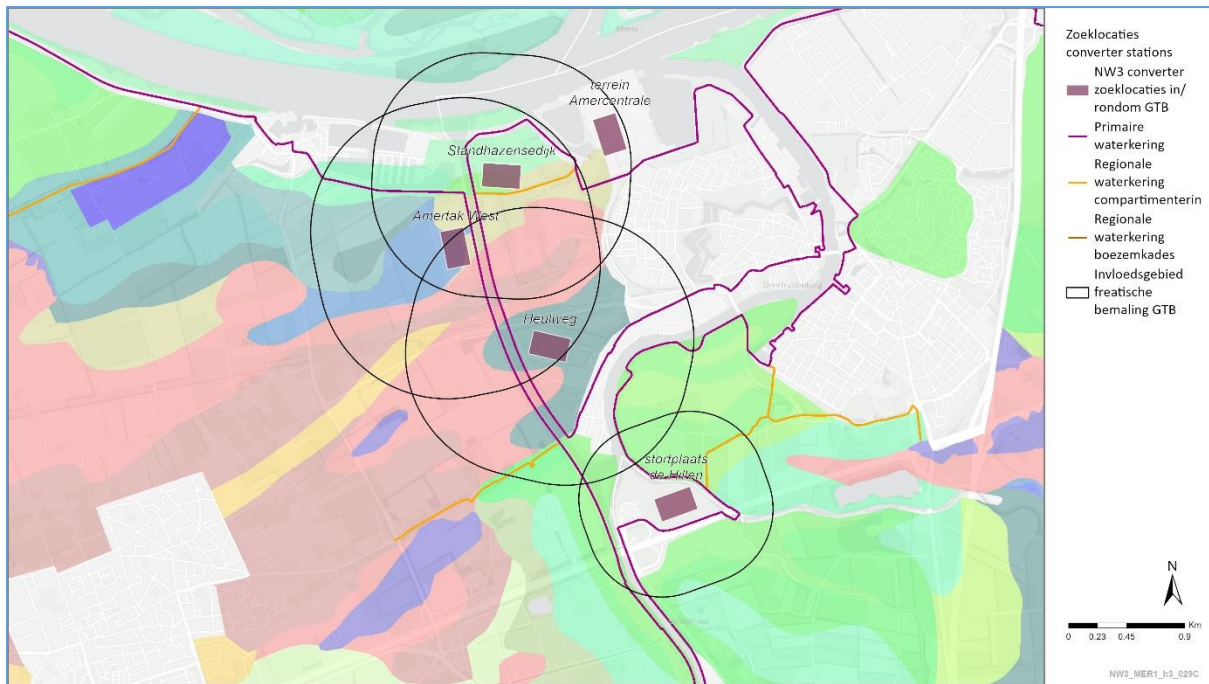 terrein
Amercentrale
Standhazensedijk
Amertak West
Heulweg
stortplaats
de Hillen
Geertruidenberg
Zoeklocaties
converter stations
NW3 converter
zoeklocaties in/
rondom GTB
Primaire
waterkering
Regionale
waterkering
compartimenterin
Regionale
waterkering
boezemkades
Invloedsgebied
freatische
bemaling GTB
N
Km
0 0.23 0.45 0.9
NW3_MER1_h3_029C